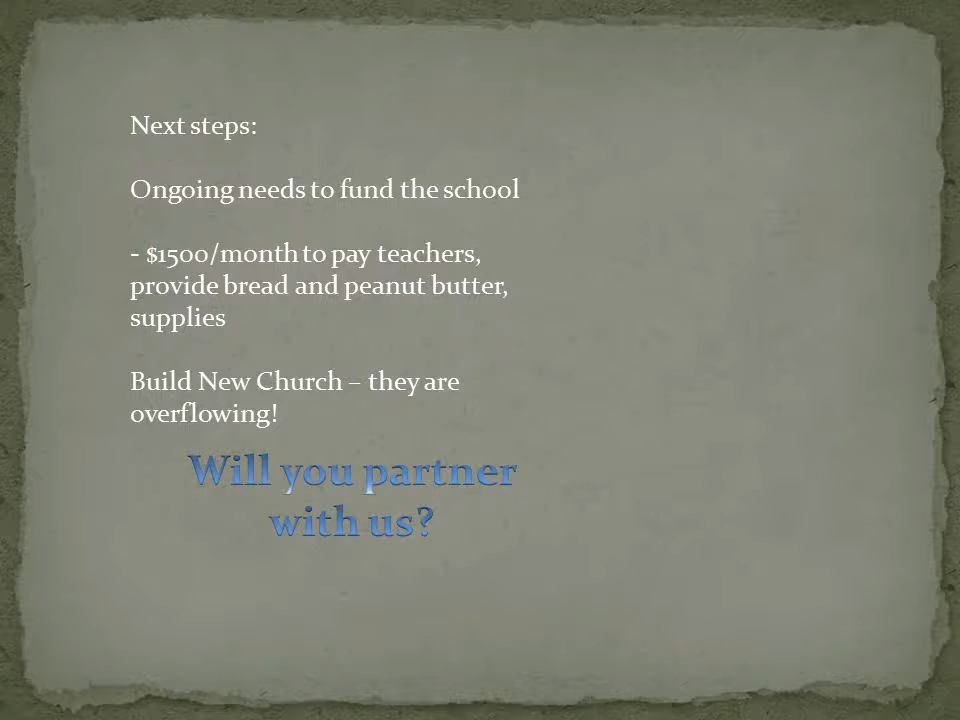 Next steps:
Ongoing needs to fund the school
- $1500/month to pay teachers,
provide bread and peanut butter,
supplies
Build New Church – they are
overflowing!
Will you partner
with us?